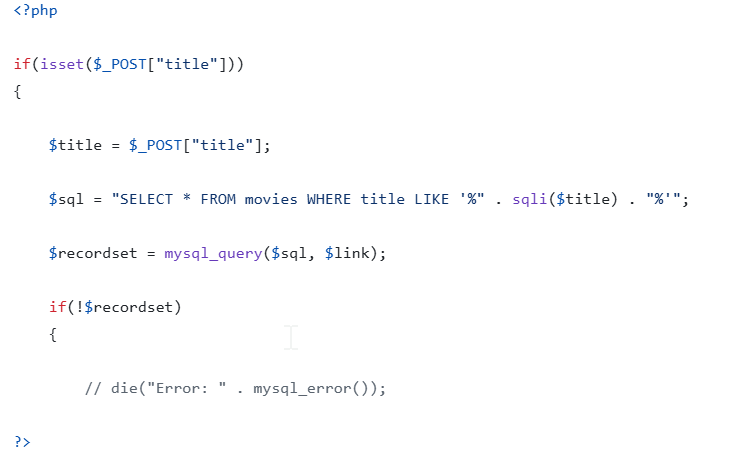 <?php
if(isset($_POST["title"]))
{
$title = $_POST["title"];
$sql = "SELECT * FROM movies WHERE title LIKE '%" . sqli($title) . "%'";
$recordset = mysql_query($sql, $link);
if(!$recordset)
{
// die("Error: " . mysql_error());
?>